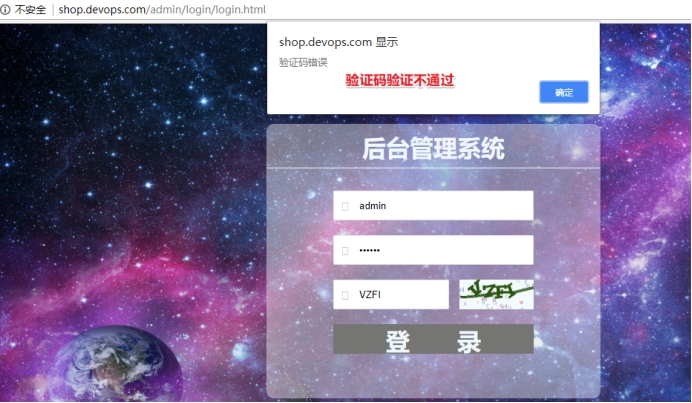 不安全 | shop.devops.com/admin/login/login.html
shop.devops.com 显示
验证码错误
验证码验证不通过
确定
后台管理系统
admin
••••••
VZFI
VZFI
登 录